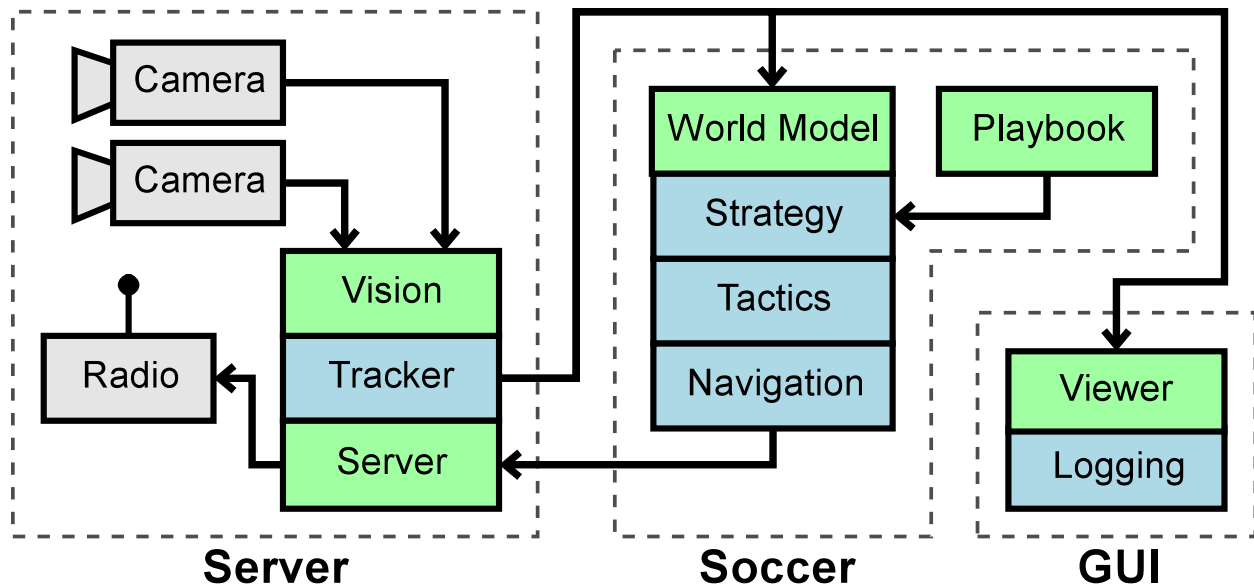 Camera
Camera
Vision
Tracker
Server
Radio
Server
World Model
Playbook
Strategy
Tactics
Navigation
Soccer
Viewer
Logging
GUI